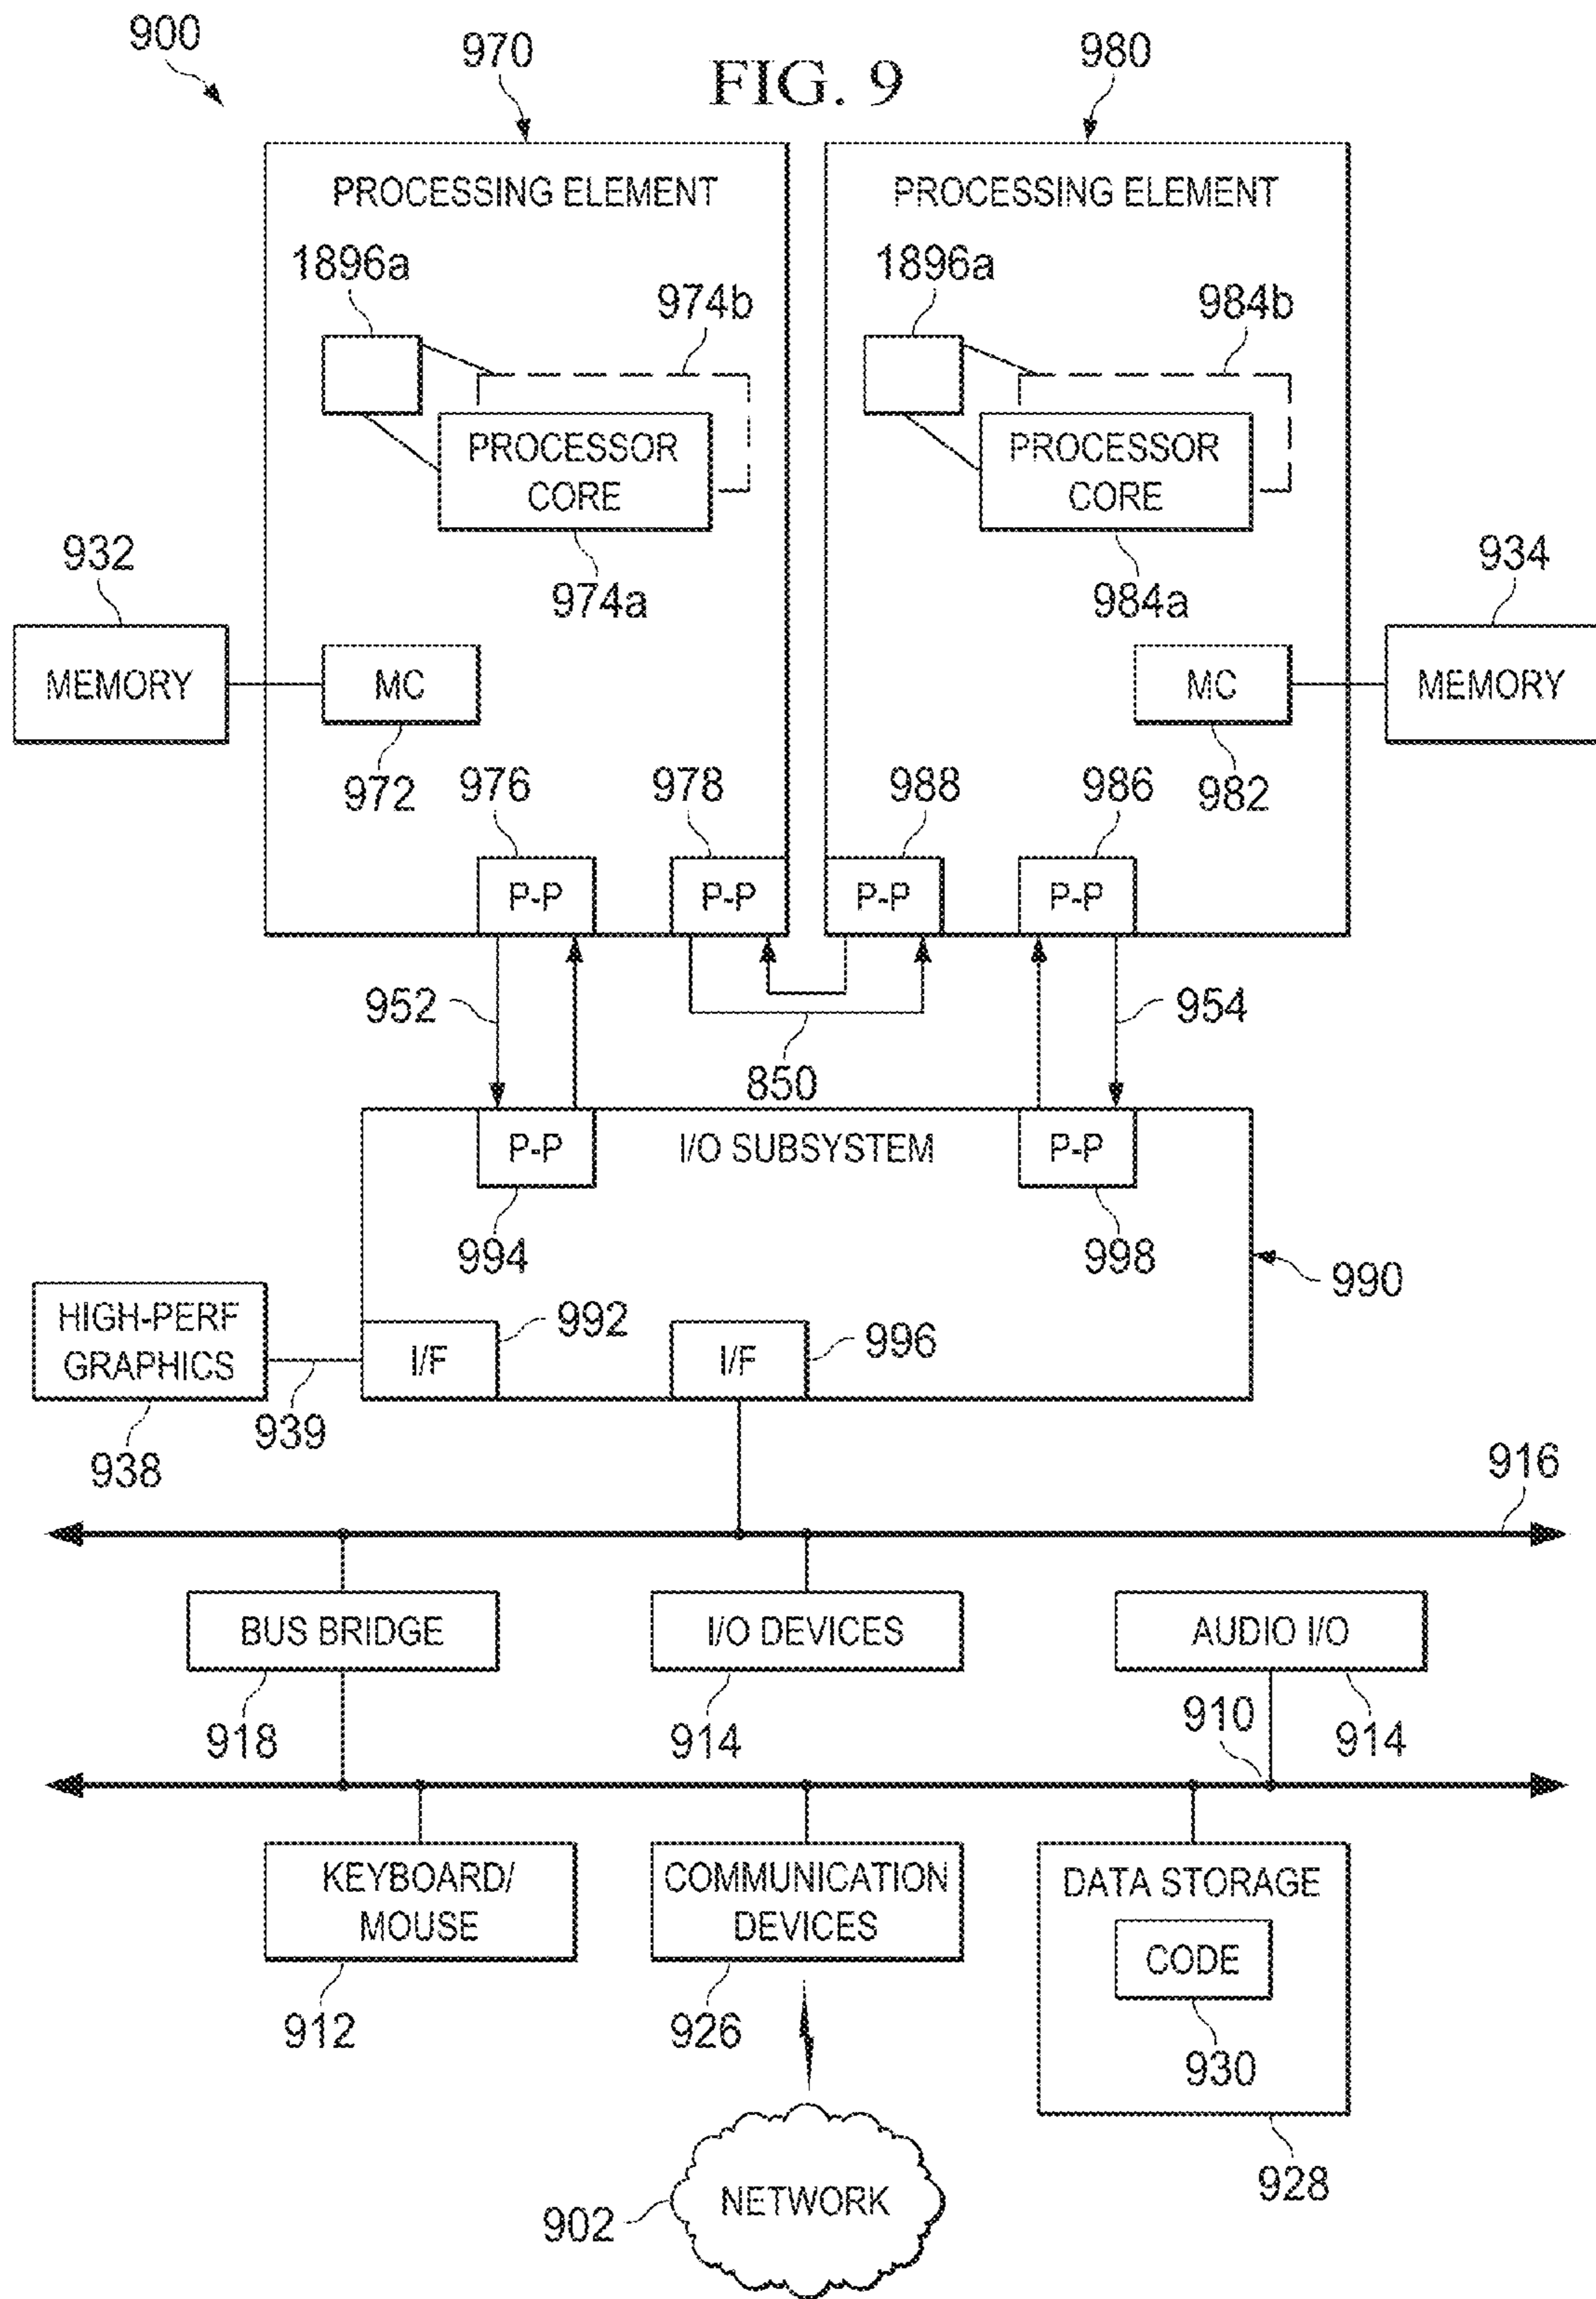 900
970
FIG. 9
980
PROCESSING ELEMENT
PROCESSING ELEMENT
1896a
974b
1896a
984b
PROCESSOR
CORE
PROCESSOR
CORE
932
974a
984a
934
MEMORY
MC
MC
MEMORY
972
976
978
988
986
982
P-P
P-P
P-P
P-P
952
850
954
P-P
I/O SUBSYSTEM
P-P
994
998
990
HIGH-PERF
GRAPHICS
992
I/F
I/F
996
939
938
916
BUS BRIDGE
I/O DEVICES
AUDIO I/O
918
914
910
914
KEYBOARD/
MOUSE
COMMUNICATION
DEVICES
DATA STORAGE
CODE
912
926
930
928
902
NETWORK